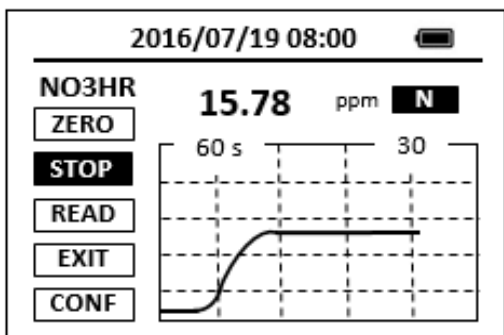 2016/07/19 08:00
NO3HR
15.78 ppm N
ZERO
60 s 30
STOP
READ
EXIT
CONF